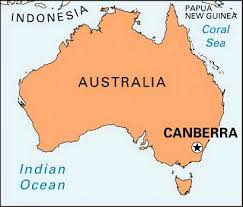 INDONESIA
PAPUA
NEW GUINEA
Coral
Sea
AUSTRALIA
CANBERRA
Indian
Ocean